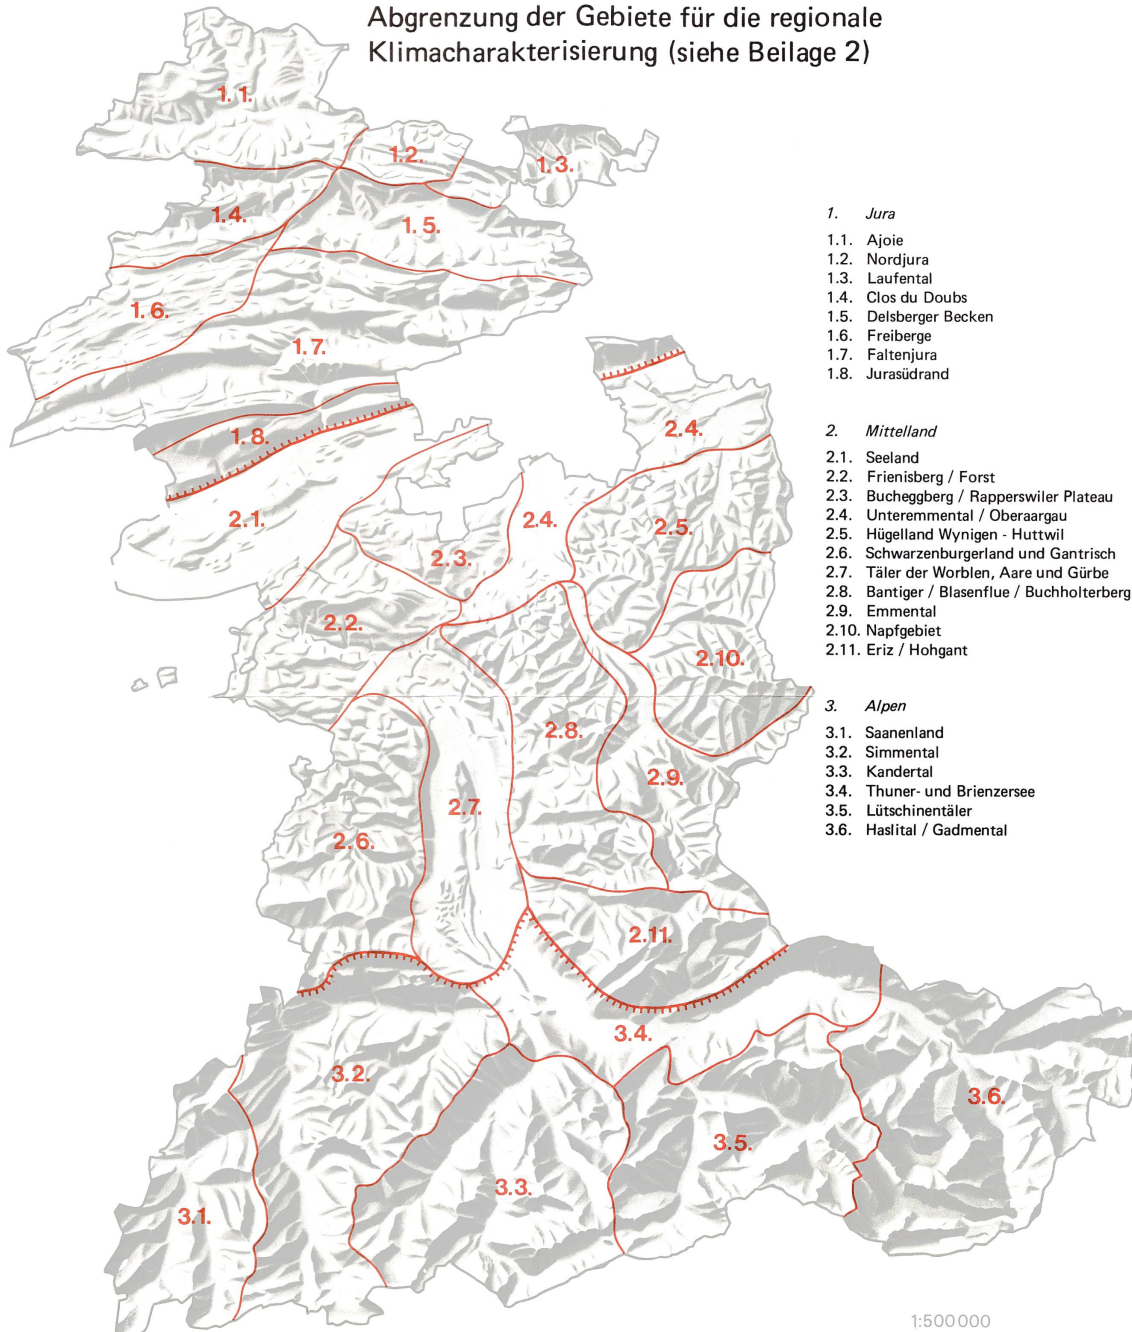 Abgrenzung der Gebiete für die regionale
Klimacharakterisierung (siehe Beilage 2)
1.1.
1.2.
1.3.
1.4.
1.5.
1.6.
1.7.
1.8.
2.1.
2.4.
2.3.
2.4.
2.5.
2.2.
2.10.
2.8.
2.9.
2.7.
2.6.
2.11.
3.4.
3.2.
3.6.
3.5.
3.3.
3.1.
1. Jura
1.1. Ajoie
1.2. Nordjura
1.3. Laufental
1.4. Clos du Doubs
1.5. Delsberger Becken
1.6. Freiberge
1.7. Faltenjura
1.8. Jurasüdrand
2. Mittelland
2.1. Seeland
2.2. Frienisberg / Forst
2.3. Bucheggberg / Rapperswiler Plateau
2.4. Unteremmental / Oberaargau
2.5. Hügelland Wynigen - Huttwil
2.6. Schwarzenburgerland und Gantrisch
2.7. Täler der Worblen, Aare und Gürbe
2.8. Bantiger / Blasenflue / Buchholterberg
2.9. Emmental
2.10. Napfgebiet
2.11. Eriz / Hohgant
3. Alpen
3.1. Saanenland
3.2. Simmental
3.3. Kandertal
3.4. Thuner- und Brienzersee
3.5. Lütschinentäler
3.6. Haslital / Gadmental
1:500000